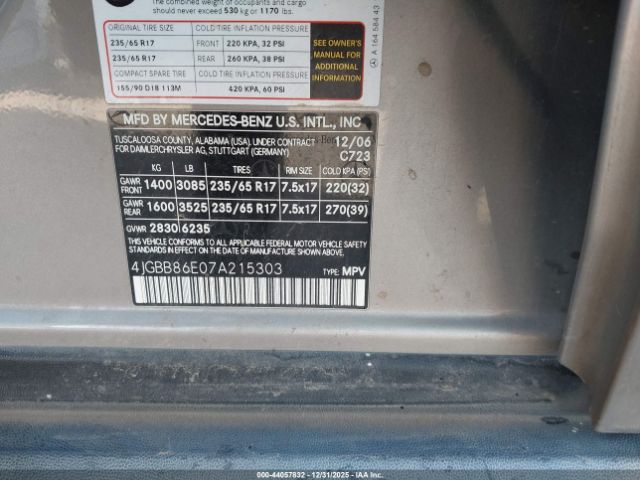 The combined weight of occupants and cargo
should never exceed 530 kg or 1170 lbs.
ORIGINAL TIRE SIZE COLD TIRE INFLATION PRESSURE
235/65 R17 FRONT 220 KPA, 32 PSI
235/65 R17 REAR 260 KPA, 38 PSI
COMPACT SPARE TIRE COLD TIRE INFLATION PRESSURE
155/90 D18 113M 420 KPA, 60 PSI
SEE OWNER'S
MANUAL FOR
ADDITIONAL
INFORMATION
A 164 584 43
MFD BY MERCEDES-BENZ U.S. INTL., INC
TUSCALOOSA COUNTY, ALABAMA (USA), UNDER CONTRACT 12/06
FOR DAIMLERCHRYSLER AG, STUTTGART (GERMANY) C723
KG LB TIRES RIM SIZE COLD KPA (PSI)
GAWR FRONT 1400 3085 235/65 R17 7.5x17 220(32)
GAWR REAR 1600 3525 235/65 R17 7.5x17 270(39)
GVWR 2830 6235
THIS VEHICLE CONFORMS TO ALL APPLICABLE FEDERAL MOTOR VEHICLE SAFETY
STANDARDS IN EFFECT ON THE DATE OF MANUFACTURE SHOWN ABOVE
4JGBB86E07A215303 TYPE: MPV
000-44057832 - 12/31/2025 - COPYRIGHT IAA, LLC.